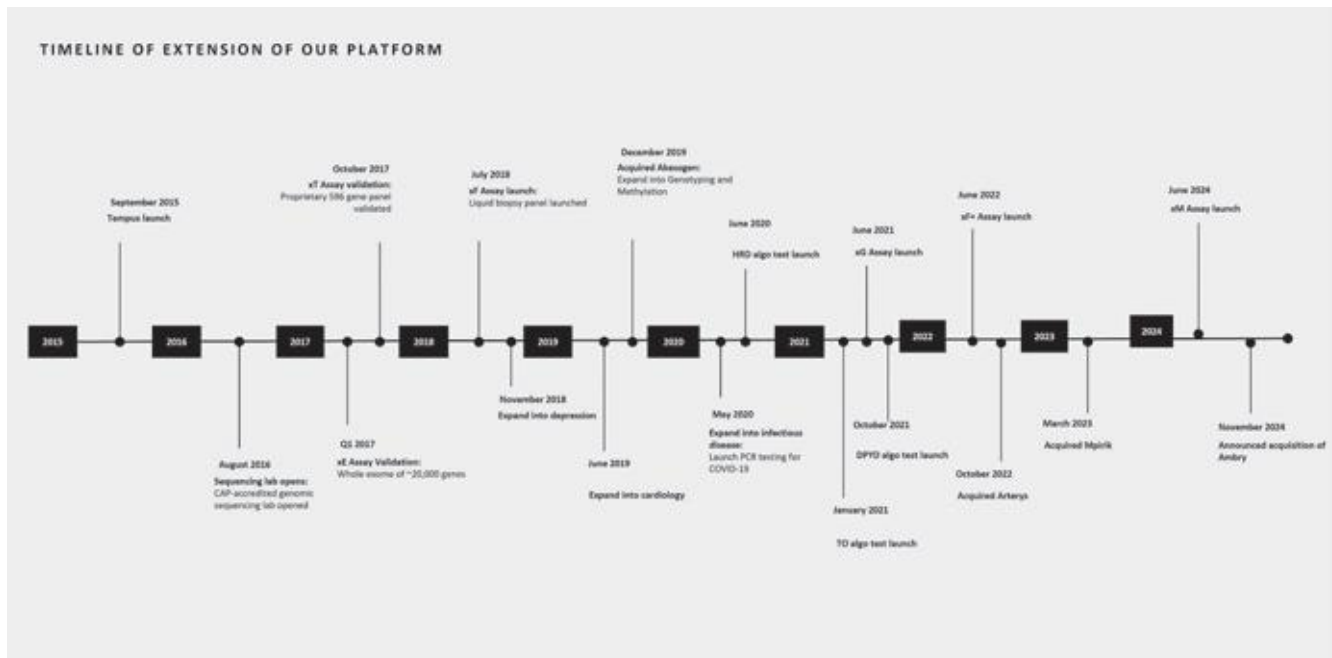 TIMELINE OF EXTENSION OF OUR PLATFORM
September 2015
Tempus launch
October 2017
xT Assay validation:
Proprietary 596 gene panel
validated
July 2018
xF Assay launch:
Liquid biopsy panel launched
December 2019
Acquired Akesogen:
Expand into Genotyping and
Methylation
June 2020
HRD algo test launch
June 2021
xG Assay launch
June 2022
xF+ Assay launch
June 2024
xM Assay launch
2015
2016
2017
2018
2019
2020
2021
2022
2023
2024
August 2016
Sequencing lab opens:
CAP-accredited genomic
sequencing lab opened
Q1 2017
xE Assay Validation:
Whole exome of ~20,000 genes
November 2018
Expand into depression
June 2019
Expand into cardiology
May 2020
Expand into infectious
disease:
Launch PCR testing for
COVID-19
January 2021
TO algo test launch
October 2021
DPYD algo test launch
October 2022
Acquired Arterys
March 2023
Acquired Mpirik
November 2024
Announced acquisition of
Ambry